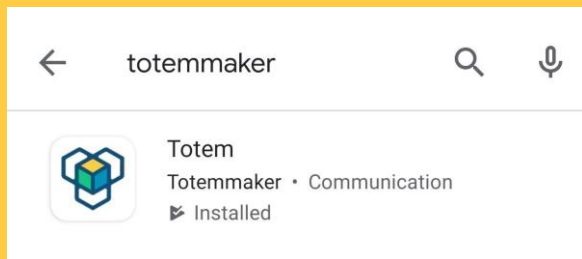 totemmaker
Totem
Totemmaker • Communication
Installed